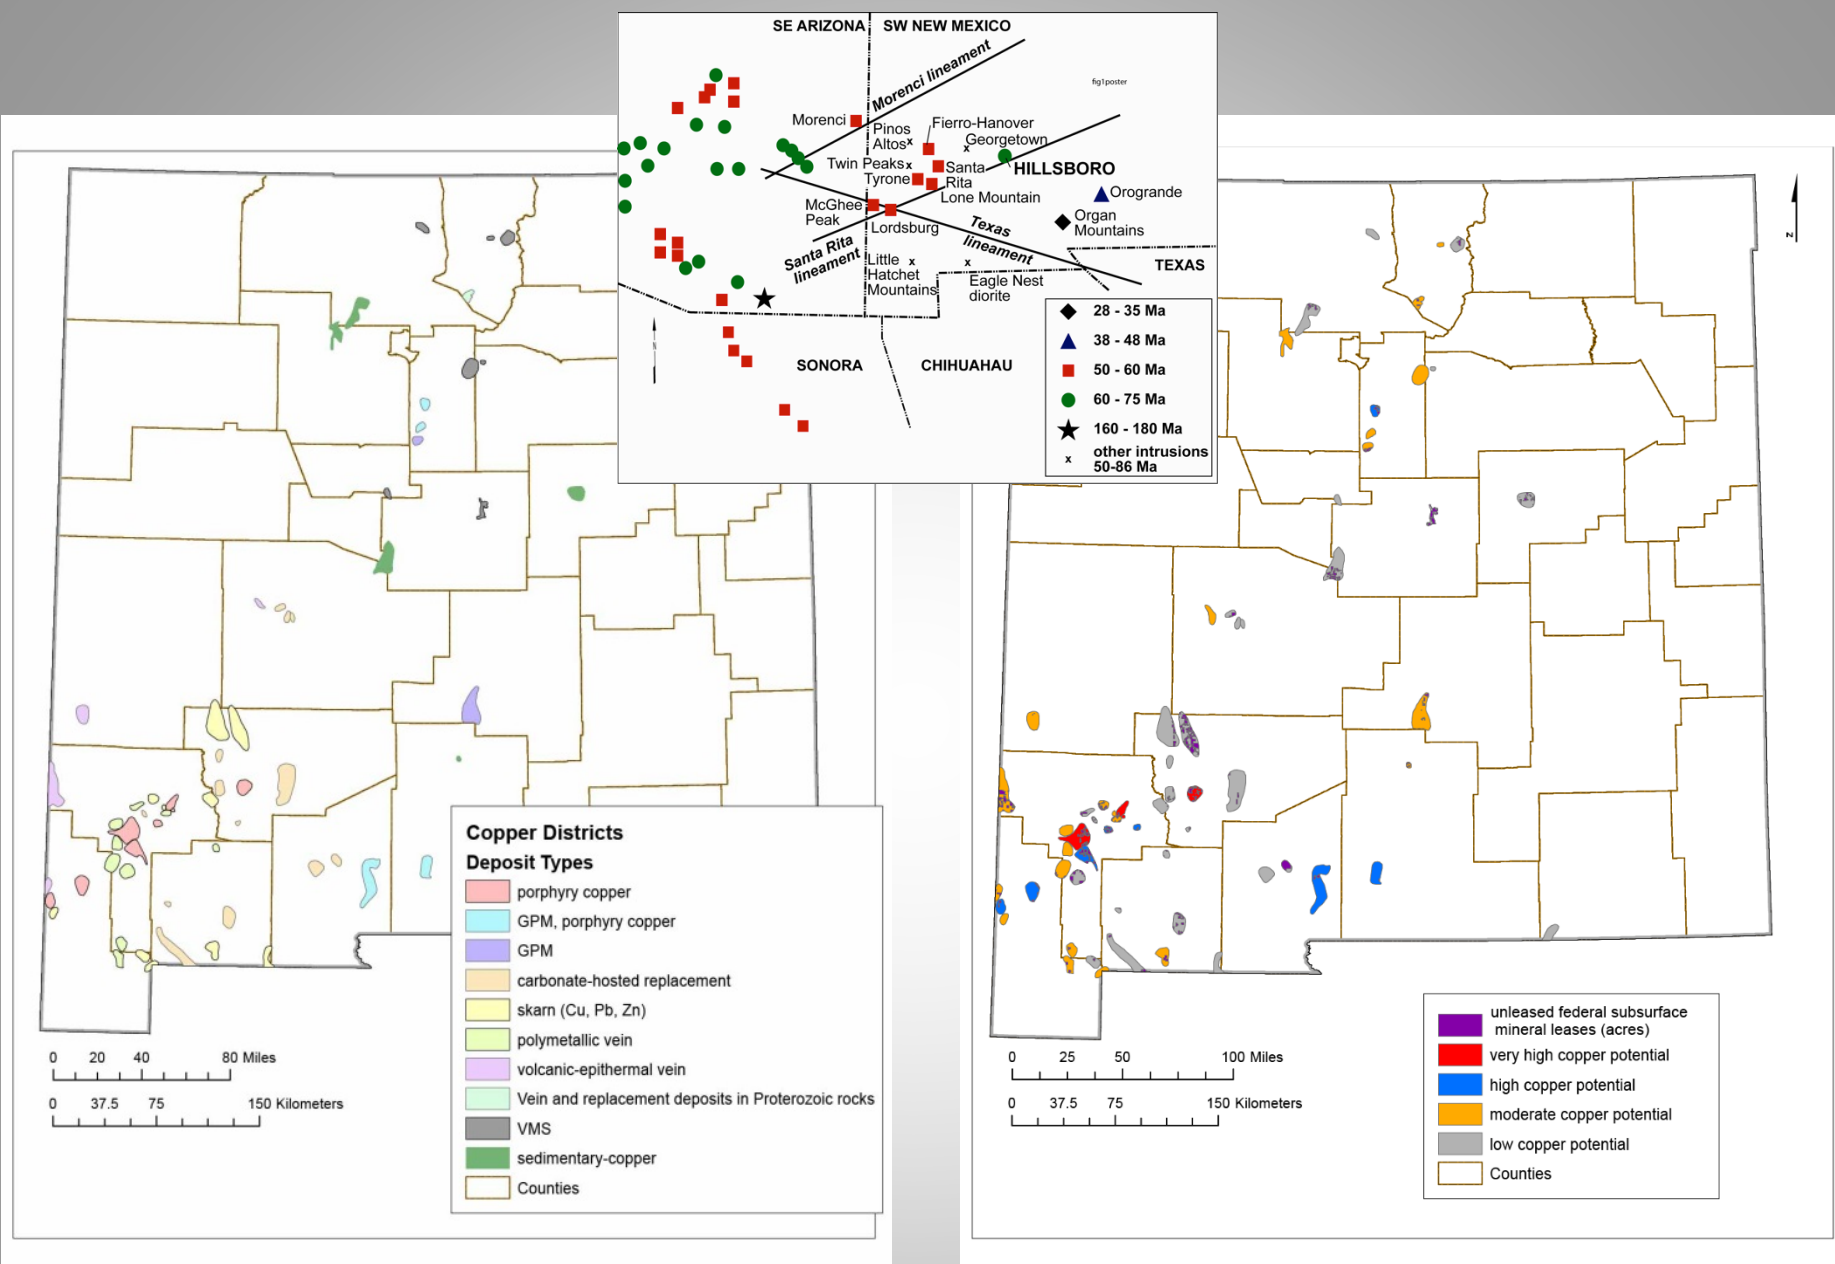 SE ARIZONA
SW NEW MEXICO
Morenci lineament
fig1poster
Morenci
Pinos
Altos
x
Fierro-Hanover
Georgetown
x
Twin Peaks
x
Tyrone
Santa
Rita
HILLSBORO
Lone Mountain
Orogrande
McGhee
Peak
Lordsburg
Organ
Mountains
Texas
lineament
Santa Rita
lineament
Little
Hatchet
Mountains
x
x
Eagle Nest
diorite
TEXAS
SONORA
CHIHUAHAU
28 - 35 Ma
38 - 48 Ma
50 - 60 Ma
60 - 75 Ma
160 - 180 Ma
x other intrusions
50-86 Ma
Copper Districts
Deposit Types
porphyry copper
GPM, porphyry copper
GPM
carbonate-hosted replacement
skarn (Cu, Pb, Zn)
polymetallic vein
volcanic-epithermal vein
Vein and replacement deposits in Proterozoic rocks
VMS
sedimentary-copper
Counties
0 20 40 80 Miles
0 37.5 75 150 Kilometers
N
unleased federal subsurface
mineral leases (acres)
very high copper potential
high copper potential
moderate copper potential
low copper potential
Counties
0 25 50 100 Miles
0 37.5 75 150 Kilometers